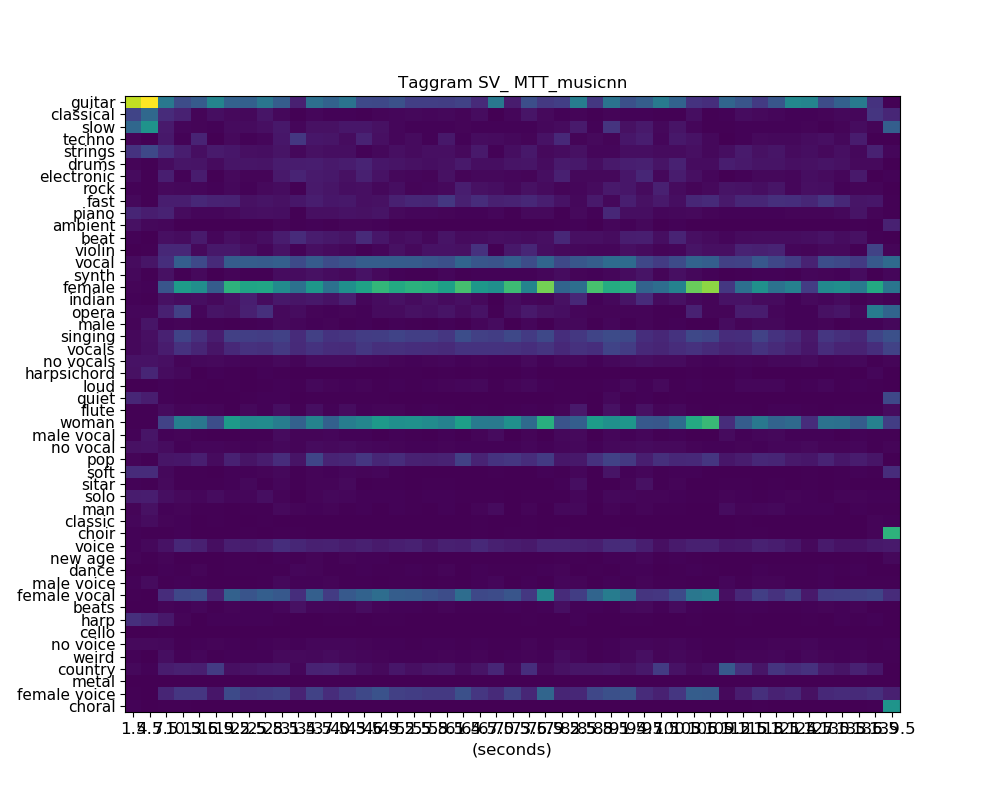 Taggram SV_ MTT_musicnn
guitar
classical
slow
techno
strings
drums
electronic
rock
fast
piano
ambient
beat
violin
vocal
synth
female
indian
opera
male
singing
vocals
no vocals
harpsichord
loud
quiet
flute
woman
male vocal
no vocal
pop
soft
sitar
solo
man
classic
choir
voice
new age
dance
male voice
female vocal
beats
harp
cello
no voice
weird
country
metal
female voice
choral
(seconds)